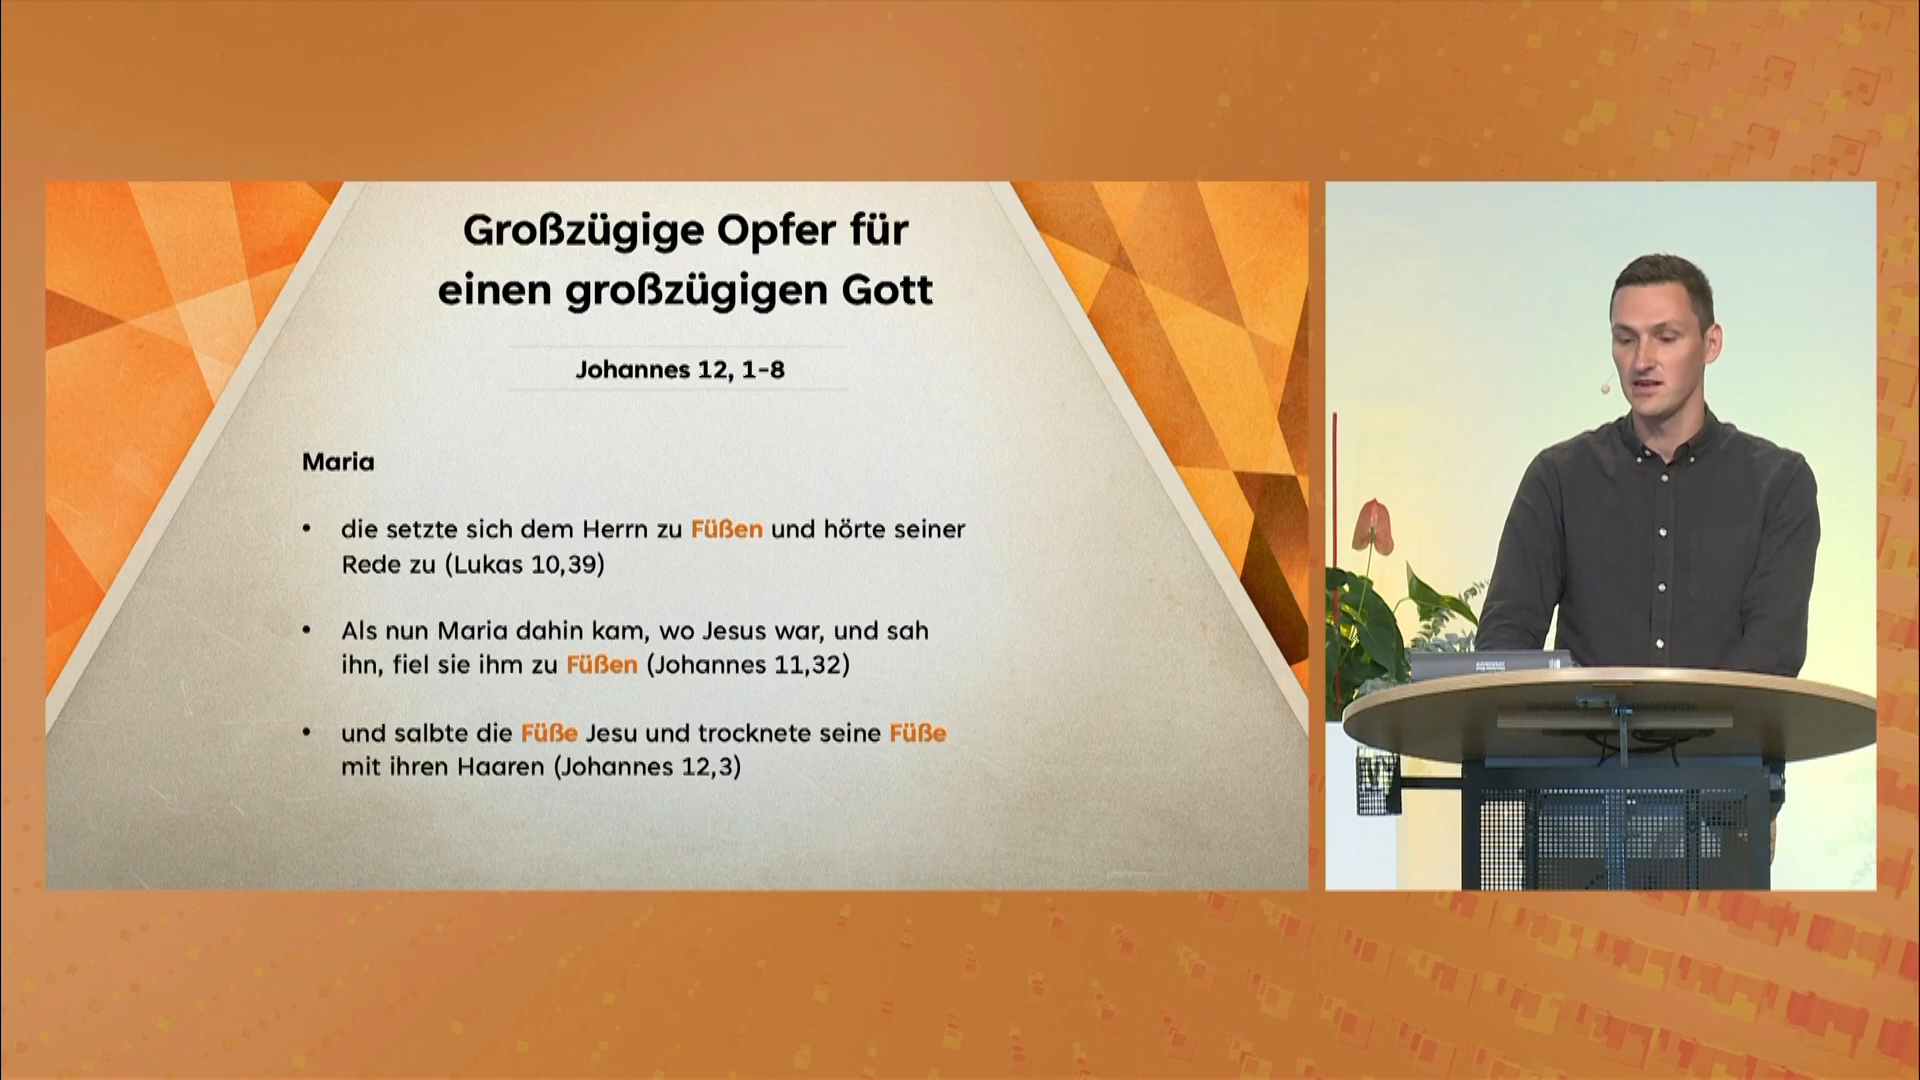 Großzügige Opfer für
einen großzügigen Gott
Johannes 12, 1-8
Maria
• die setzte sich dem Herrn zu Füßen und hörte seiner
Rede zu (Lukas 10,39)
• Als nun Maria dahin kam, wo Jesus war, und sah
ihn, fiel sie ihm zu Füßen (Johannes 11,32)
• und salbte die Füße Jesu und trocknete seine Füße
mit ihren Haaren (Johannes 12,3)